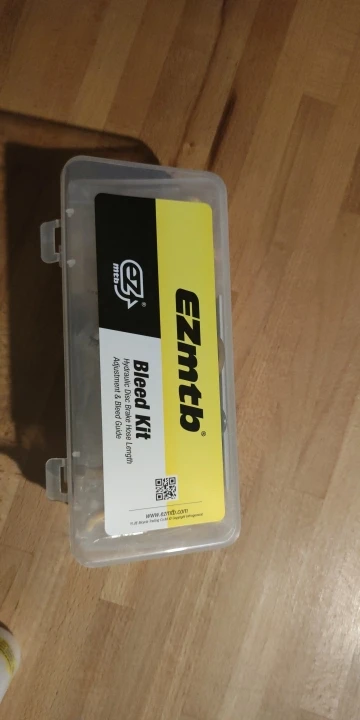 EZmtb®
ez
mtb
Bleed Kit
Hydraulic Disc Brake Hose Length
Adjustment & Bleed Guide
www.ezmtb.com